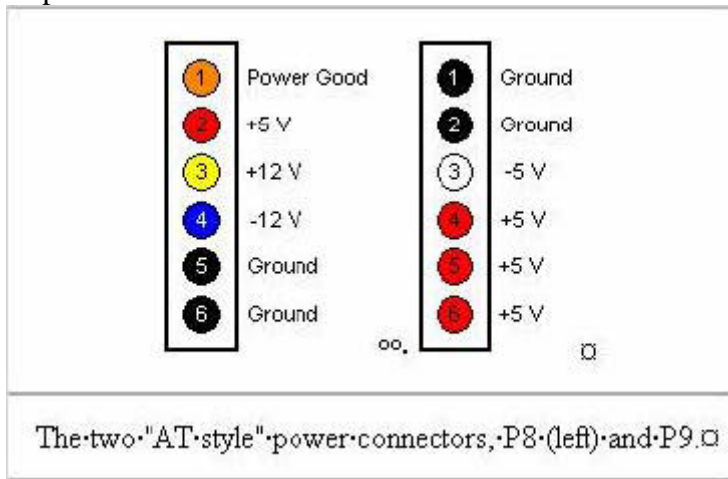 1 Power Good
2 +5 V
3 +12 V
4 -12 V
5 Ground
6 Ground
1 Ground
2 Ground
3 -5 V
4 +5 V
5 +5 V
6 +5 V
The·two·"AT·style"·power·connectors,·P8·(left)·and·P9.¤